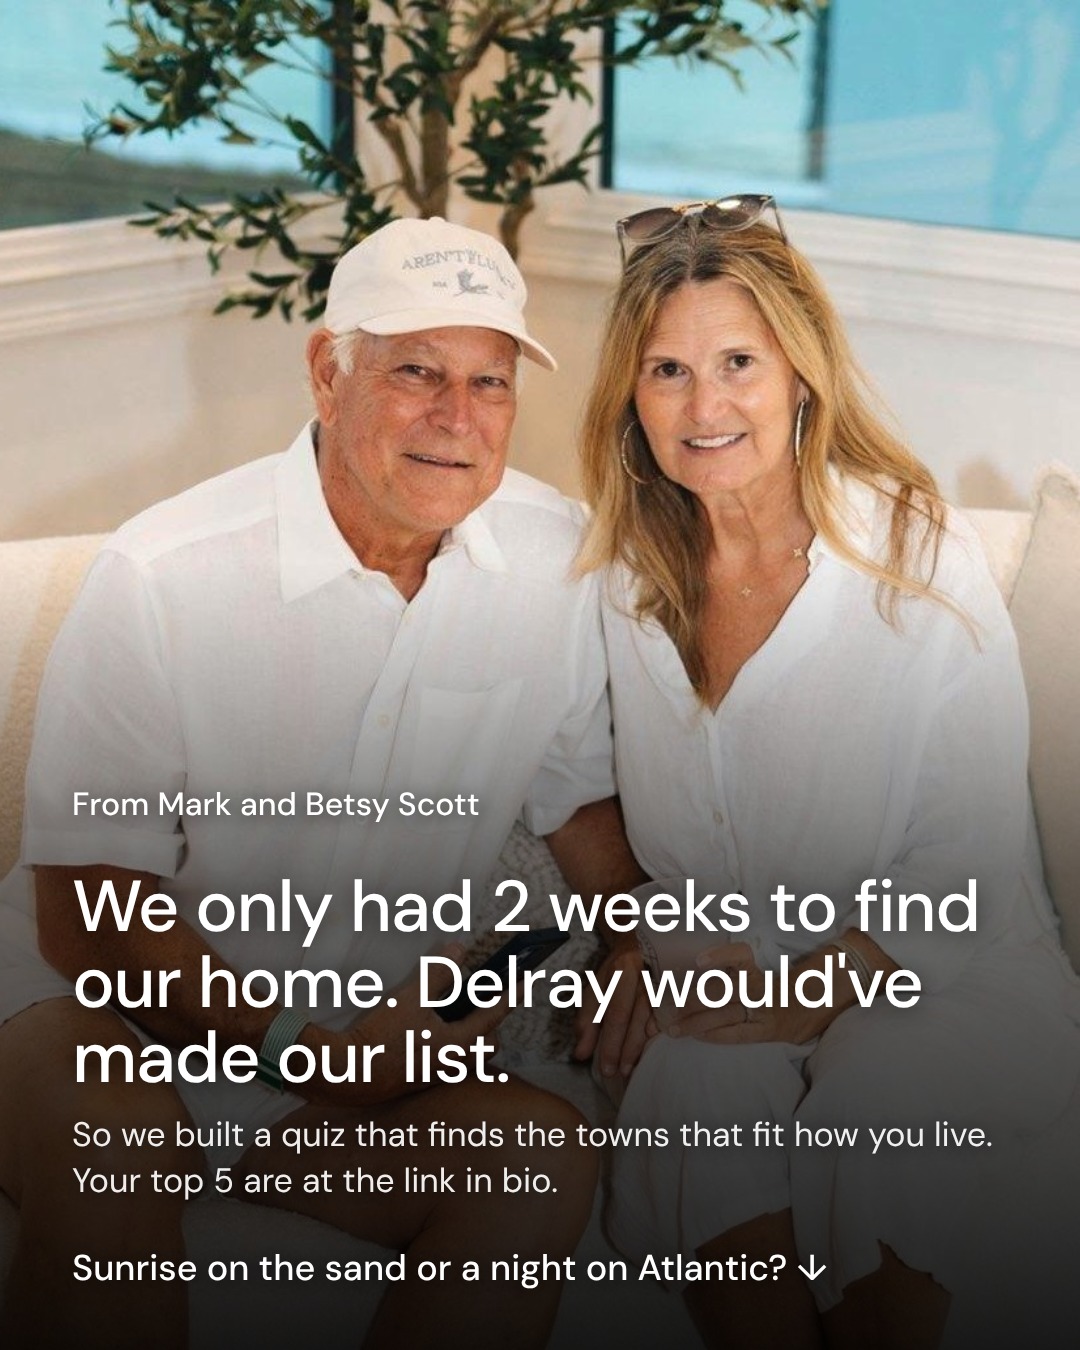 From Mark and Betsy Scott
We only had 2 weeks to find
our home. Delray would've
made our list.
So we built a quiz that finds the towns that fit how you live.
Your top 5 are at the link in bio.
Sunrise on the sand or a night on Atlantic? ↓